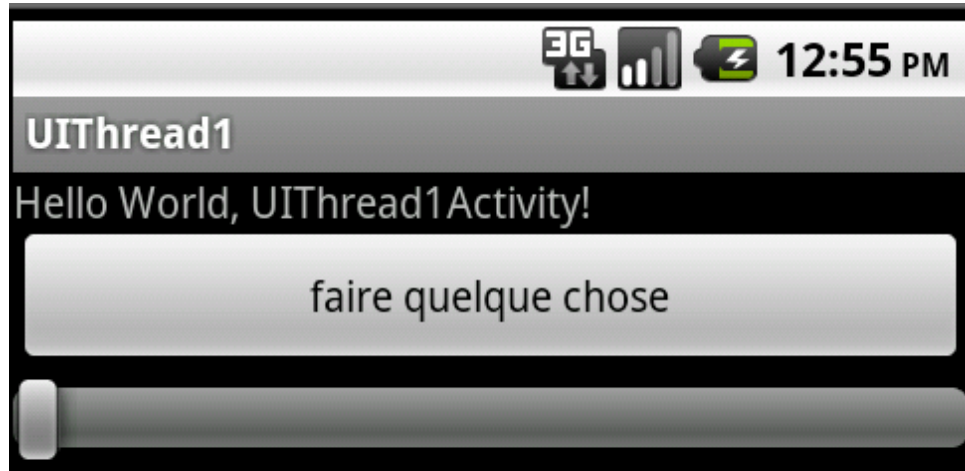 3G 12:55 PM
UIThread1
Hello World, UIThread1Activity!
faire quelque chose